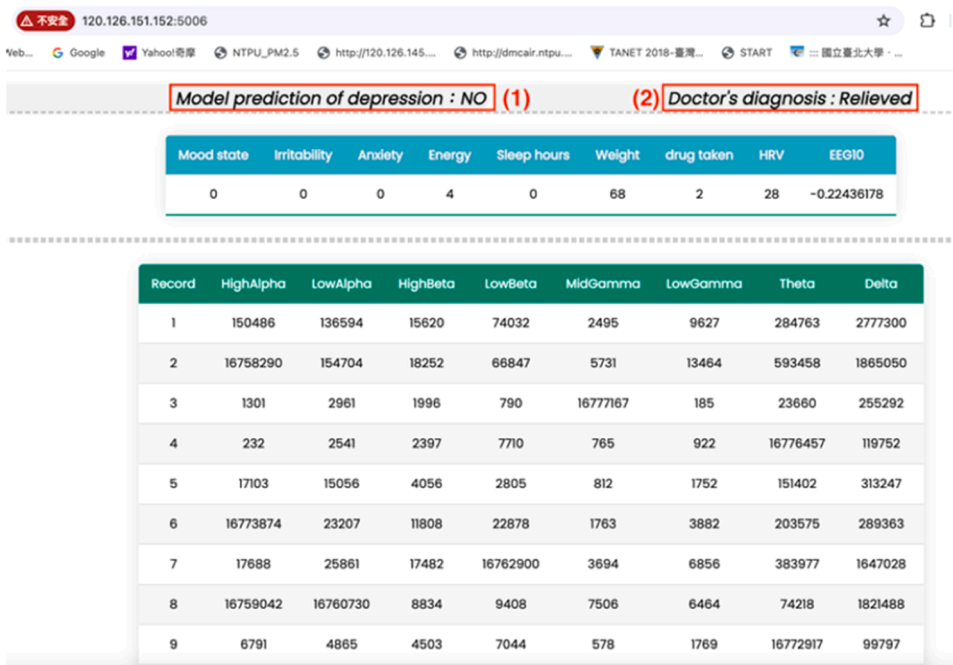 不安全 120.126.151.152:5006
Web... Google Yahoo!奇摩 NTPU_PM2.5 http://120.126.145.... http://dmcair.ntpu.... TANET 2018-臺灣... START ::: 國立臺北大學 · ...
Model prediction of depression：NO (1) (2) Doctor's diagnosis : Relieved
Mood state Irritability Anxiety Energy Sleep hours Weight drug taken HRV EEG10
0 0 0 4 0 68 2 28 -0.22436178
Record HighAlpha LowAlpha HighBeta LowBeta MidGamma LowGamma Theta Delta
1 150486 136594 15620 74032 2495 9627 284763 2777300
2 16758290 154704 18252 66847 5731 13464 593458 1865050
3 1301 2961 1996 790 16777167 185 23660 255292
4 232 2541 2397 7710 765 922 16776457 119752
5 17103 15056 4056 2805 812 1752 151402 313247
6 16773874 23207 11808 22878 1763 3882 203575 289363
7 17688 25861 17482 16762900 3694 6856 383977 1647028
8 16759042 16760730 8834 9408 7506 6464 74218 1821488
9 6791 4865 4503 7044 578 1769 16772917 99797